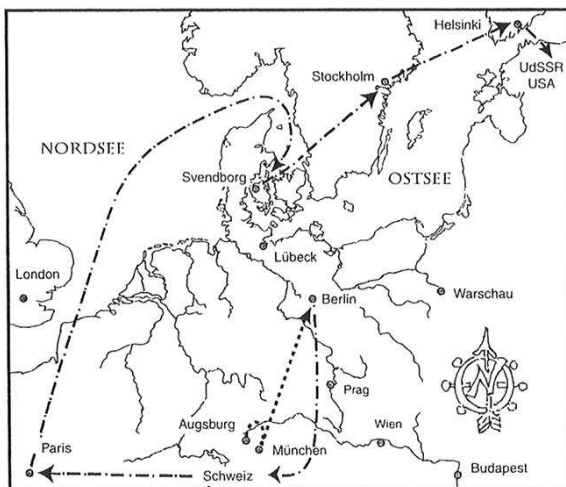 Helsinki
UdSSR
USA
Stockholm
NORDSEE
Svendborg
OSTSEE
Lübeck
London
Berlin
Warschau
N
Prag
Augsburg
Wien
Paris
München
Schweiz
Budapest